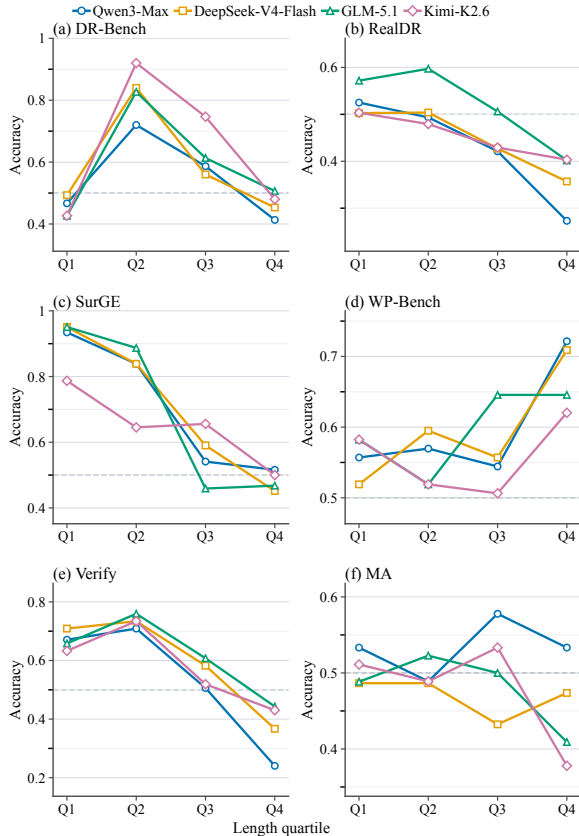 Qwen3-Max DeepSeek-V4-Flash GLM-5.1 Kimi-K2.6
(a) DR-Bench
Accuracy
1
0.8
0.6
0.4
Q1 Q2 Q3 Q4
(b) RealDR
Accuracy
0.6
0.4
Q1 Q2 Q3 Q4
(c) SurGE
Accuracy
1
0.8
0.6
0.4
Q1 Q2 Q3 Q4
(d) WP-Bench
Accuracy
0.7
0.6
0.5
Q1 Q2 Q3 Q4
(e) Verify
Accuracy
0.8
0.6
0.4
0.2
Q1 Q2 Q3 Q4
(f) MA
Accuracy
0.6
0.5
0.4
Q1 Q2 Q3 Q4
Length quartile